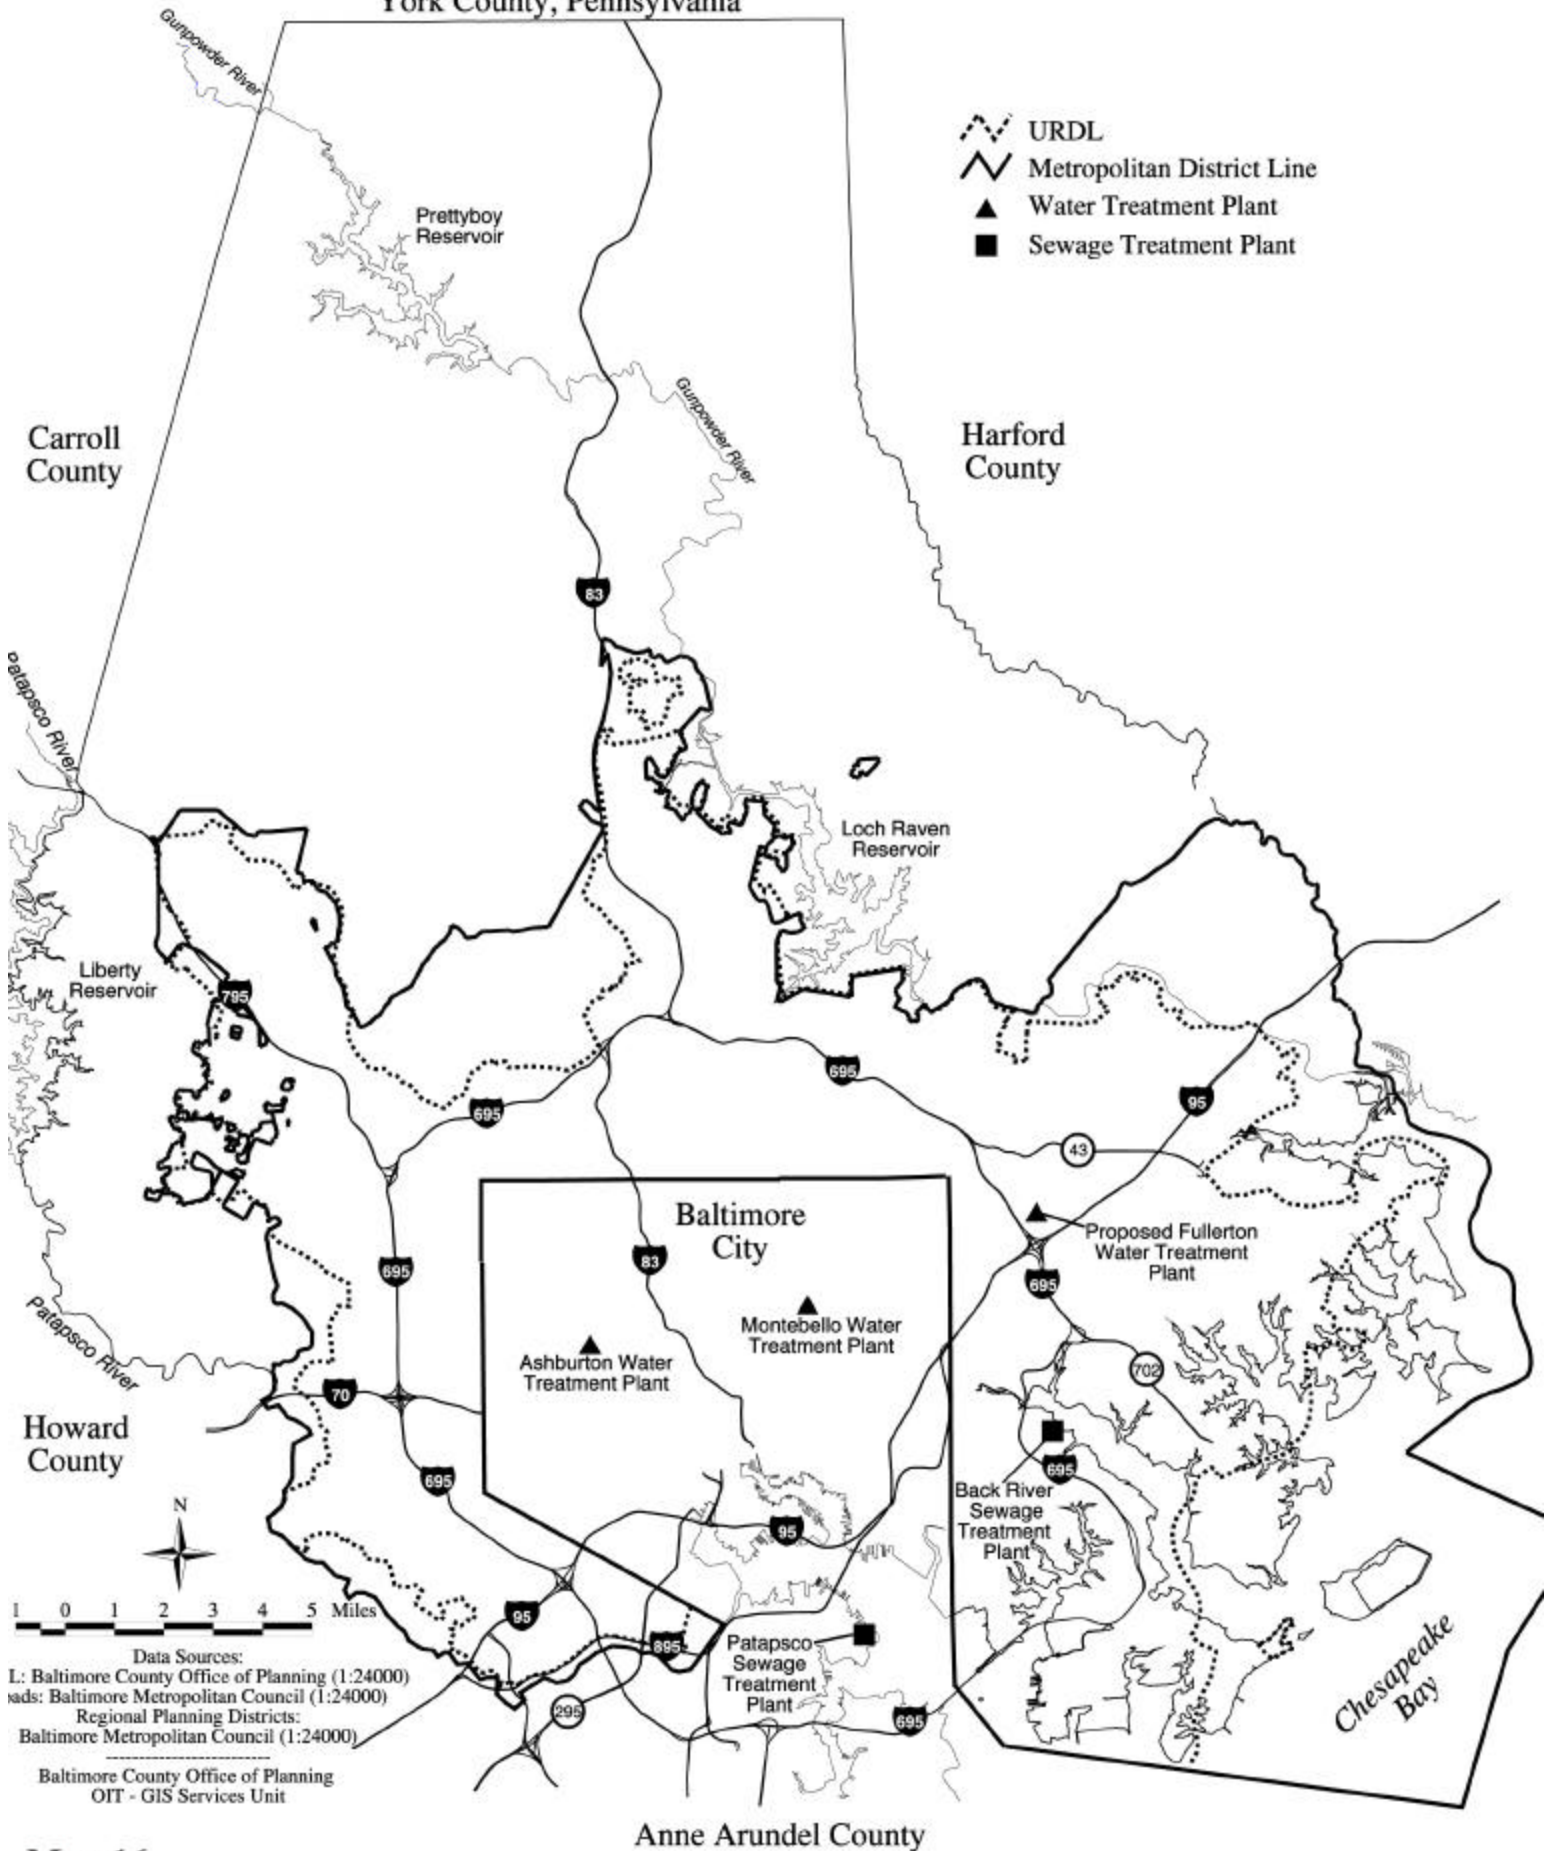 York County, Pennsylvania
Gunpowder River
URDL
Metropolitan District Line
Water Treatment Plant
Sewage Treatment Plant
Prettyboy
Reservoir
Gunpowder River
Carroll
County
Harford
County
83
Patapsco River
Loch Raven
Reservoir
Liberty
Reservoir
795
695
695
95
43
Baltimore
City
Proposed Fullerton
Water Treatment
Plant
83
695
695
Montebello Water
Treatment Plant
Ashburton Water
Treatment Plant
Patapsco River
70
702
Howard
County
695
695
Back River
Sewage
Treatment
Plant
95
N
1 0 1 2 3 4 5 Miles
95
895
Patapsco
Sewage
Treatment
Plant
295
695
Chesapeake
Bay
Data Sources:
L: Baltimore County Office of Planning (1:24000)
ads: Baltimore Metropolitan Council (1:24000)
Regional Planning Districts:
Baltimore Metropolitan Council (1:24000)
--------------------------
Baltimore County Office of Planning
OIT - GIS Services Unit
Anne Arundel County